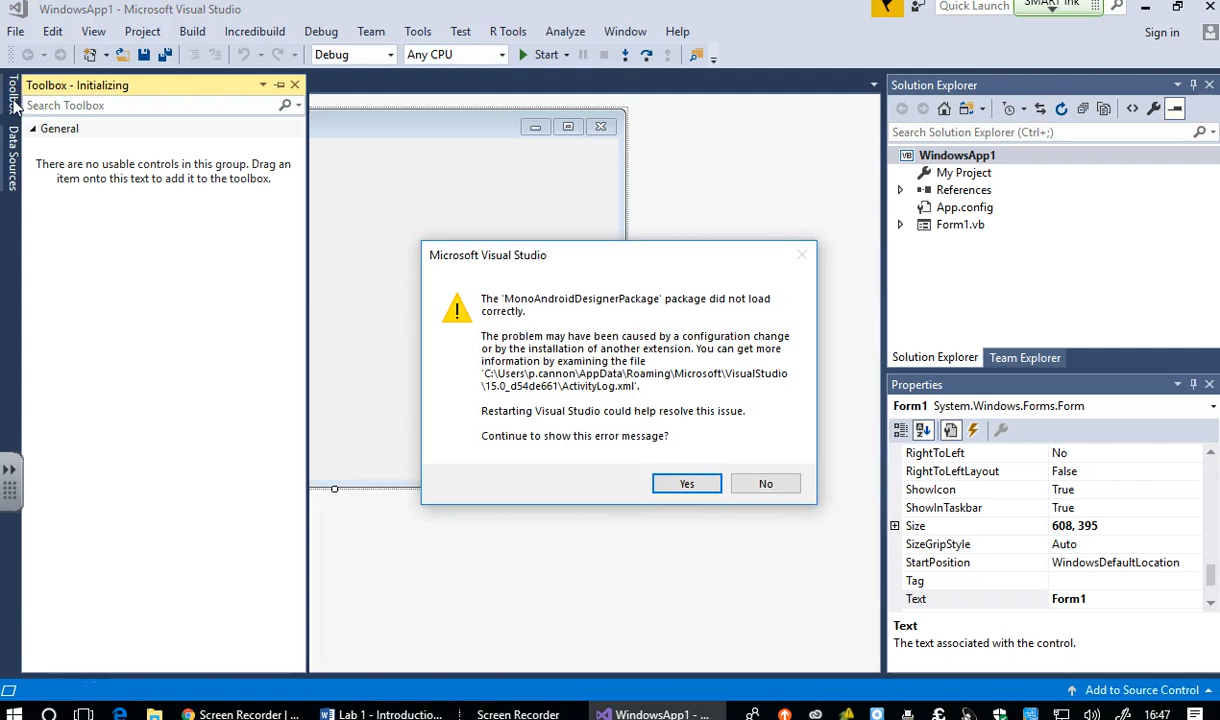 WindowsApp1 - Microsoft Visual Studio
Quick Launch
SMART Ink
File Edit View Project Build Incredibuild Debug Team Tools Test R Tools Analyze Window Help
Sign in
Debug Any CPU Start
Toolbox
Data Sources
Toolbox - Initializing
Search Toolbox
General
There are no usable controls in this group. Drag an
item onto this text to add it to the toolbox.
Microsoft Visual Studio
The 'MonoAndroidDesignerPackage' package did not load
correctly.
The problem may have been caused by a configuration change
or by the installation of another extension. You can get more
information by examining the file
'C:\Users\p.cannon\AppData\Roaming\Microsoft\VisualStudio
\15.0_d54de661\ActivityLog.xml'.
Restarting Visual Studio could help resolve this issue.
Continue to show this error message?
Yes No
Solution Explorer
Search Solution Explorer (Ctrl+;)
VB WindowsApp1
My Project
References
App.config
Form1.vb
Solution Explorer Team Explorer
Properties
Form1 System.Windows.Forms.Form
RightToLeft No
RightToLeftLayout False
ShowIcon True
ShowInTaskbar True
Size 608, 395
SizeGripStyle Auto
StartPosition WindowsDefaultLocation
Tag
Text Form1
Text
The text associated with the control.
Add to Source Control
Screen Recorder | ... Lab 1 - Introductio... Screen Recorder WindowsApp1 - ... 16:47